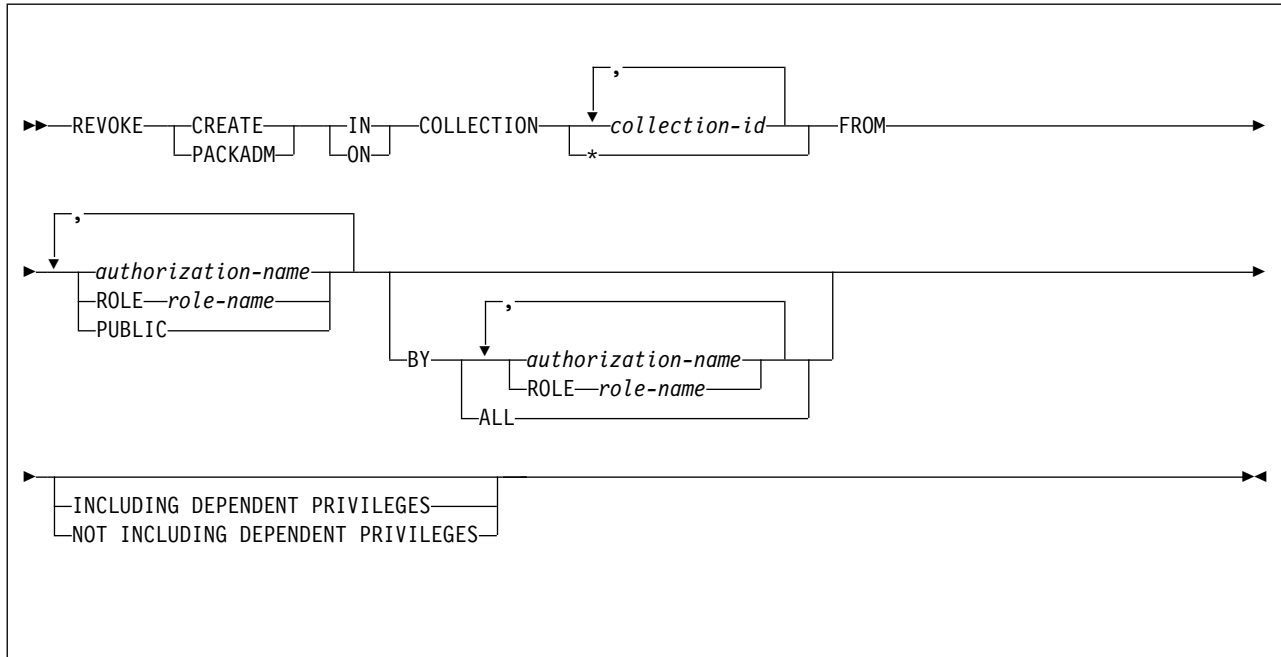 ,
REVOKE CREATE IN COLLECTION collection-id FROM
PACKADM ON *
,
authorization-name
ROLE role-name ,
PUBLIC
BY authorization-name
ROLE role-name
ALL
INCLUDING DEPENDENT PRIVILEGES
NOT INCLUDING DEPENDENT PRIVILEGES